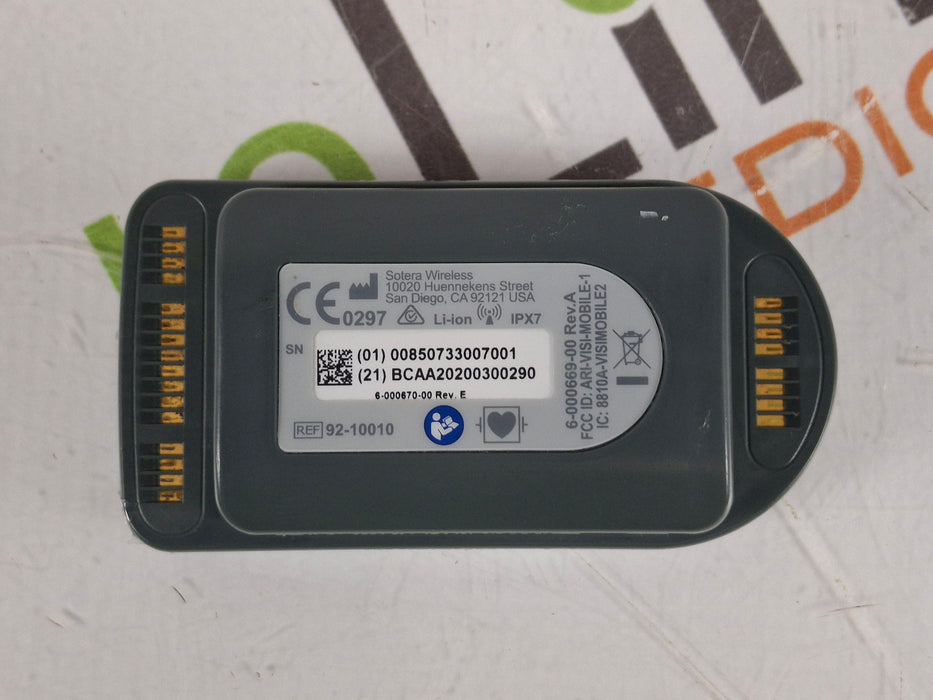 Sotera Wireless
10020 Huennekens Street
San Diego, CA 92121 USA
CE 0297 Li-ion IPX7
SN
(01) 00850733007001
(21) BCAA20200300290
6-000670-00 Rev. E
REF 92-10010
6-000669-00 Rev.A
FCC ID: ARI-VISI-MOBILE-1
IC: 8810A-VISIMOBILE2
EDIC